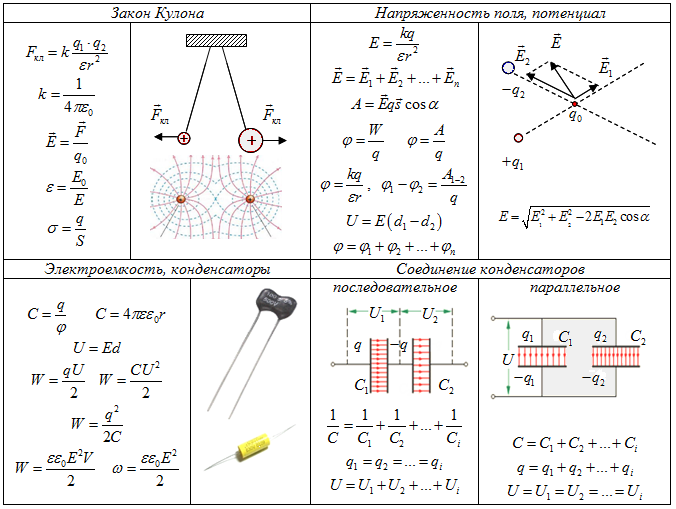 Закон Кулона
F_кл = k (q₁·q₂)/(εr²)
k = 1/(4πε₀)
E⃗ = F⃗/q₀
ε = E₀/E
σ = q/S
F⃗_кл F⃗_кл
+ +
Напряженность поля, потенциал
E = kq/(εr²)
E⃗ = E⃗₁ + E⃗₂ + ... + E⃗ₙ
A = E⃗qs⃗ cos α
φ = W/q φ = A/q
φ = kq/(εr), φ₁ − φ₂ = A₁₋₂/q
U = E(d₁ − d₂)
φ = φ₁ + φ₂ + ... + φₙ
E⃗₂ E⃗ E⃗₁
−q₂
q₀
+q₁
E = √(E₁² + E₂² − 2E₁E₂ cos α)
Электроемкость, конденсаторы
C = q/φ C = 4πεε₀r
U = Ed
W = qU/2 W = CU²/2
W = q²/(2C)
W = εε₀E²V/2 ω = εε₀E²/2
Соединение конденсаторов
последовательное
U₁ U₂
q −q
C₁ C₂
1/C = 1/C₁ + 1/C₂ + ... + 1/Cᵢ
q₁ = q₂ = ... = qᵢ
U = U₁ + U₂ + ... + Uᵢ
параллельное
q₁ C₁ q₂ C₂
U
−q₁ −q₂
C = C₁ + C₂ + ... + Cᵢ
q = q₁ + q₂ + ... + qᵢ
U = U₁ = U₂ = ... = Uᵢ